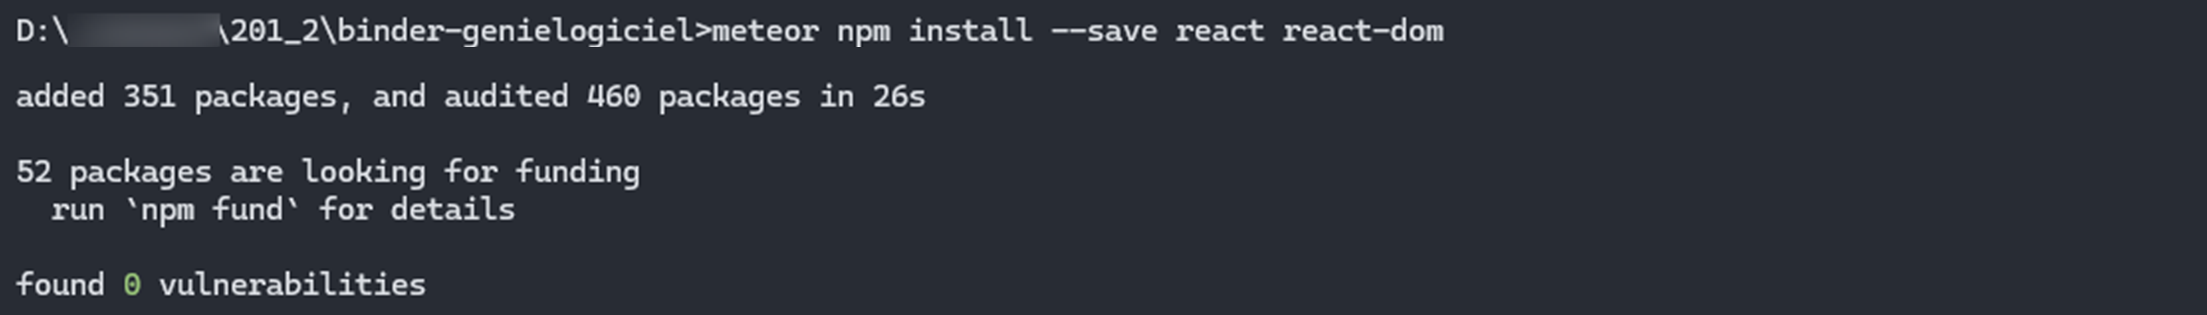 D:\ \201_2\binder-genielogiciel>meteor npm install --save react react-dom
added 351 packages, and audited 460 packages in 26s
52 packages are looking for funding
run `npm fund` for details
found 0 vulnerabilities